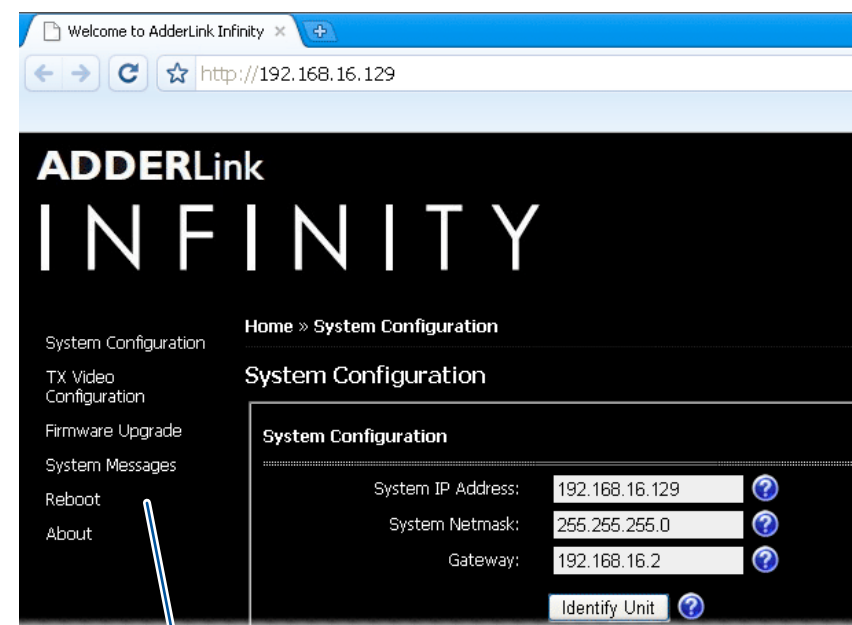 Welcome to AdderLink Infinity
http://192.168.16.129
ADDERLink
INFINITY
System Configuration
TX Video
Configuration
Firmware Upgrade
System Messages
Reboot
About
Home » System Configuration
System Configuration
System Configuration
System IP Address: 192.168.16.129
System Netmask: 255.255.255.0
Gateway: 192.168.16.2
Identify Unit